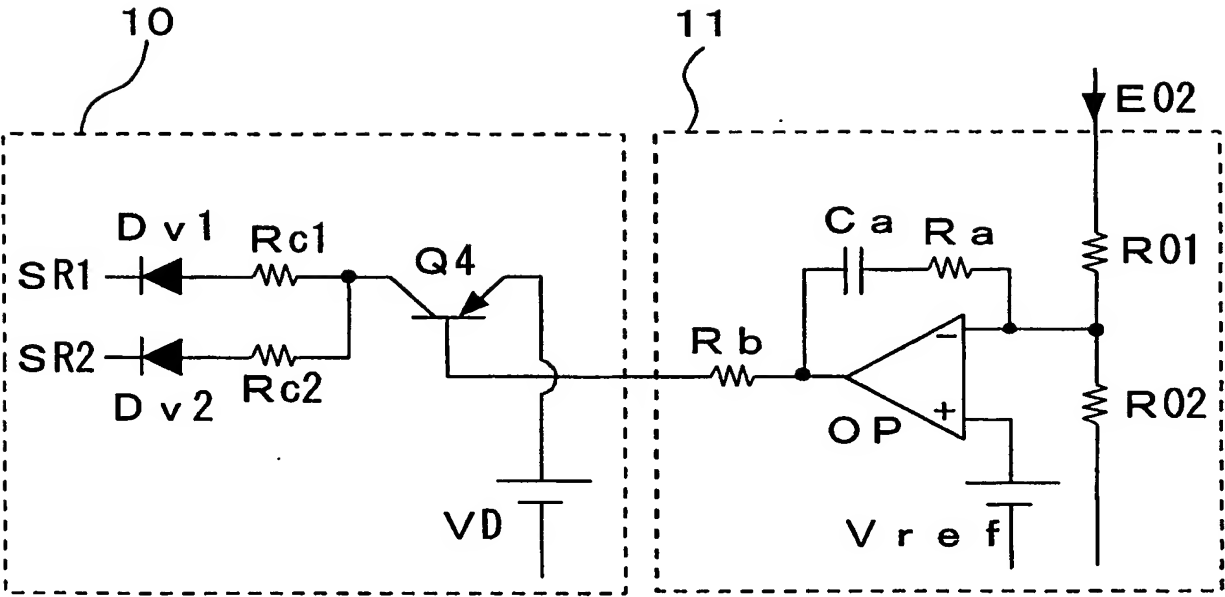 10
11
E02
Dv1
Rc1
SR1
Q4
Ca
Ra
R01
SR2
Dv2
Rc2
Rb
−
+
OP
R02
VD
Vref